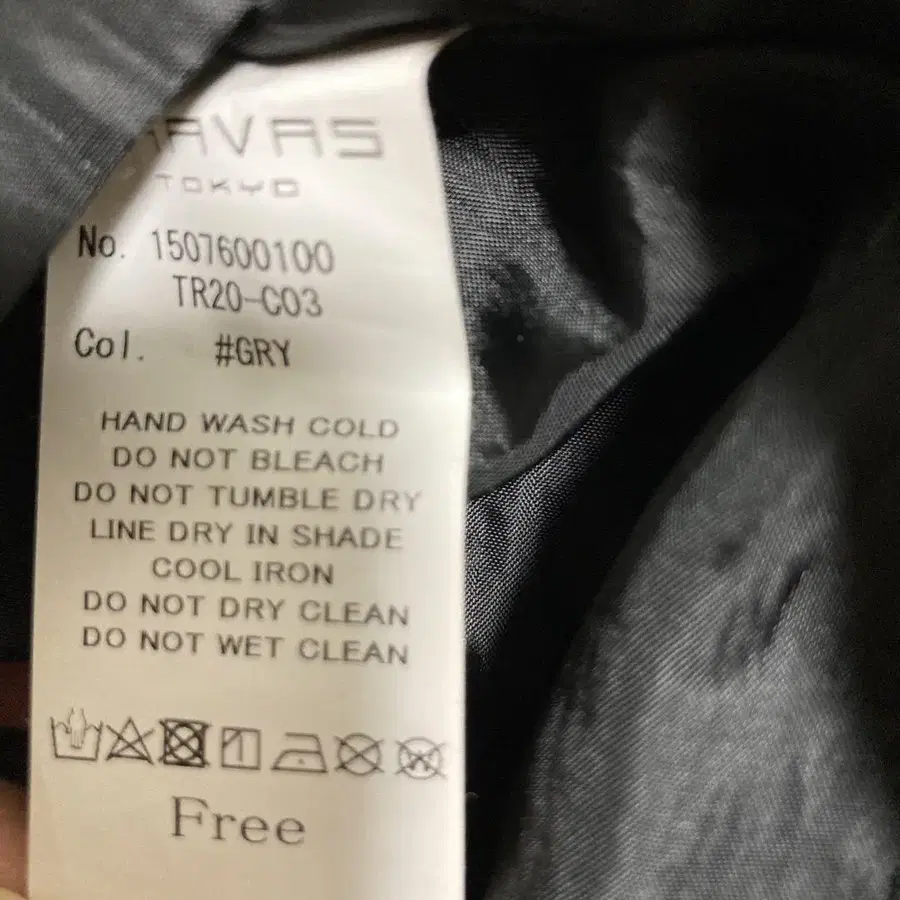 TOKYO
No. 1507600100
TR20-C03
Col. #GRY
HAND WASH COLD
DO NOT BLEACH
DO NOT TUMBLE DRY
LINE DRY IN SHADE
COOL IRON
DO NOT DRY CLEAN
DO NOT WET CLEAN
Free